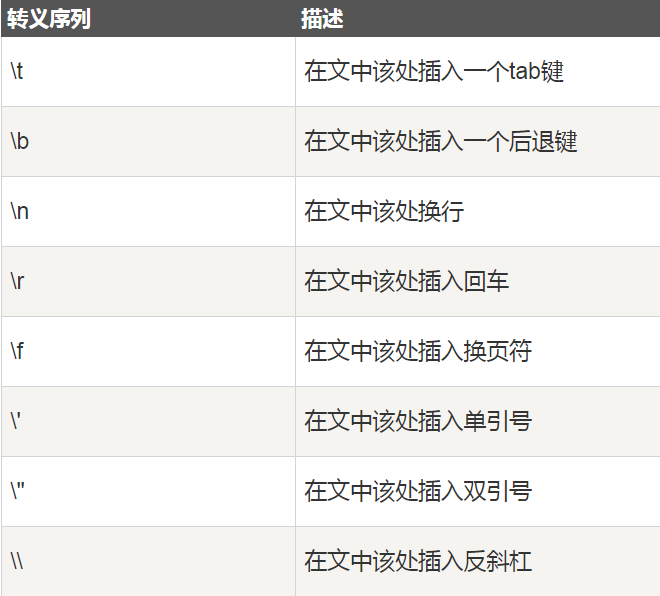 转义序列 描述
\t 在文中该处插入一个tab键
\b 在文中该处插入一个后退键
\n 在文中该处换行
\r 在文中该处插入回车
\f 在文中该处插入换页符
\' 在文中该处插入单引号
\" 在文中该处插入双引号
\\ 在文中该处插入反斜杠